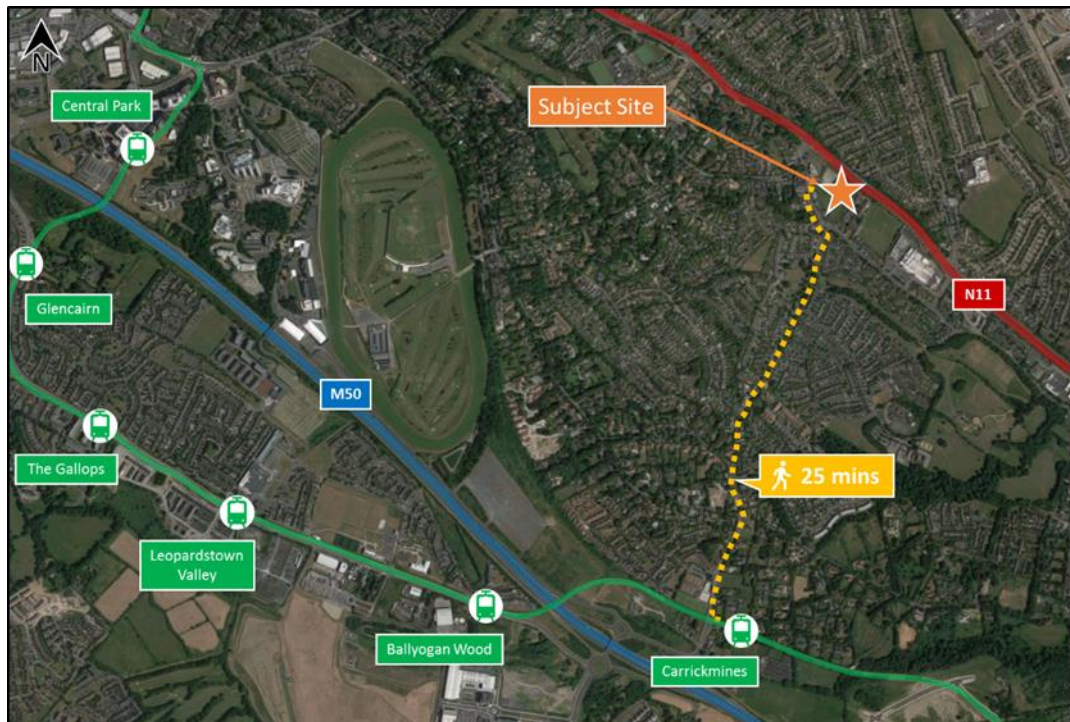 N
Central Park
Subject Site
Glencairn
N11
M50
The Gallops
25 mins
Leopardstown
Valley
Ballyogan Wood
Carrickmines